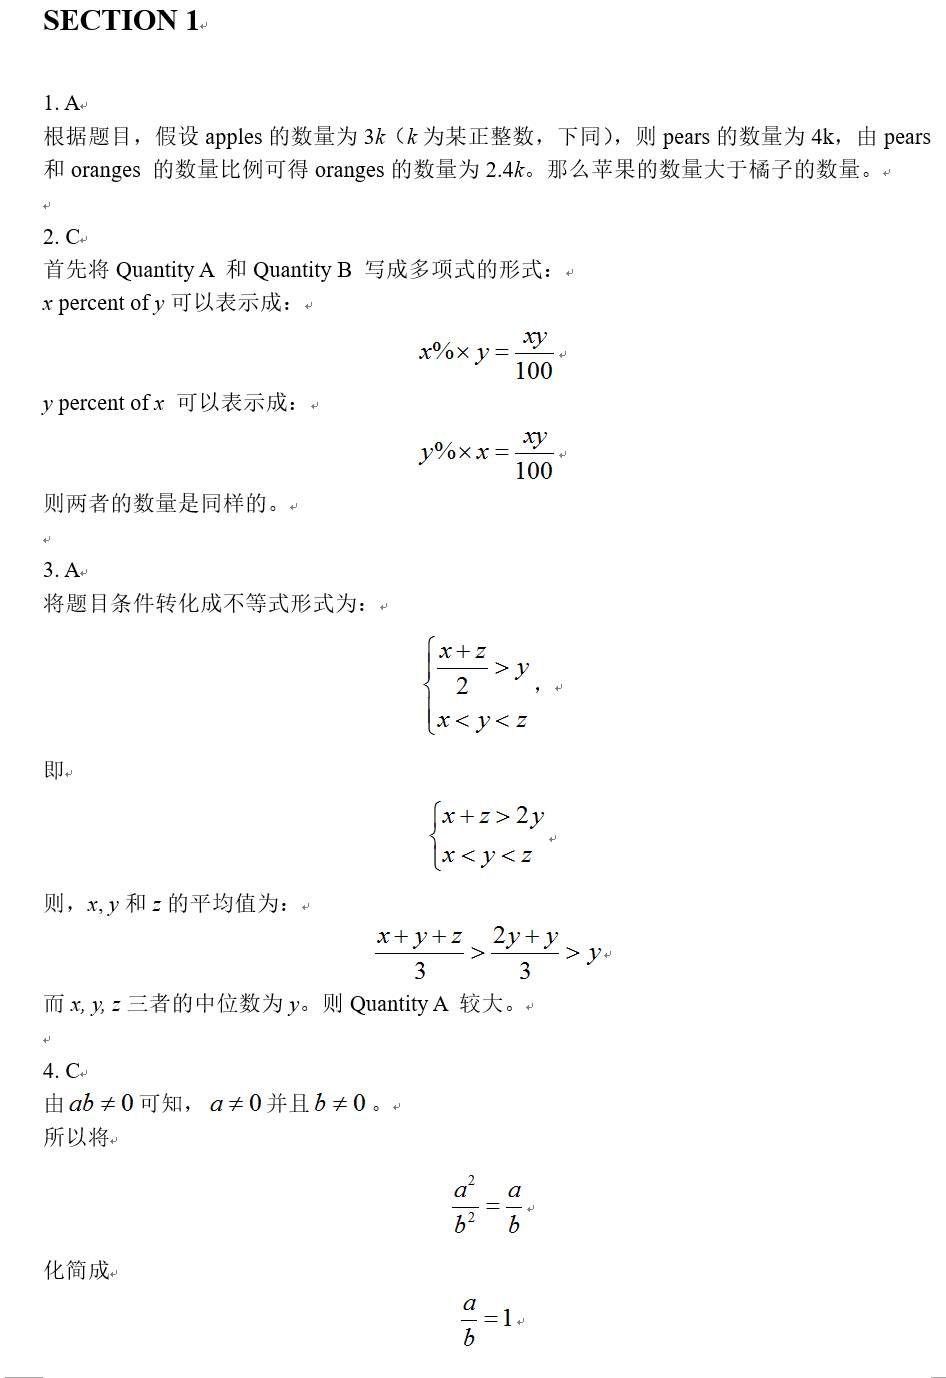 SECTION 1
1. A
根据题目，假设 apples 的数量为 3k（k 为某正整数，下同），则 pears 的数量为 4k，由 pears
和 oranges 的数量比例可得 oranges 的数量为 2.4k。那么苹果的数量大于橘子的数量。
2. C
首先将 Quantity A 和 Quantity B 写成多项式的形式：
x percent of y 可以表示成：
x%× y = xy/100
y percent of x 可以表示成：
y%× x = xy/100
则两者的数量是同样的。
3. A
将题目条件转化成不等式形式为：
{ (x + z)/2 > y
x < y < z ，
即
{ x + z > 2y
x < y < z
则，x, y 和 z 的平均值为：
(x + y + z)/3 > (2y + y)/3 > y
而 x, y, z 三者的中位数为 y。则 Quantity A 较大。
4. C
由 ab ≠ 0 可知， a ≠ 0 并且 b ≠ 0 。
所以将
a²/b² = a/b
化简成
a/b = 1